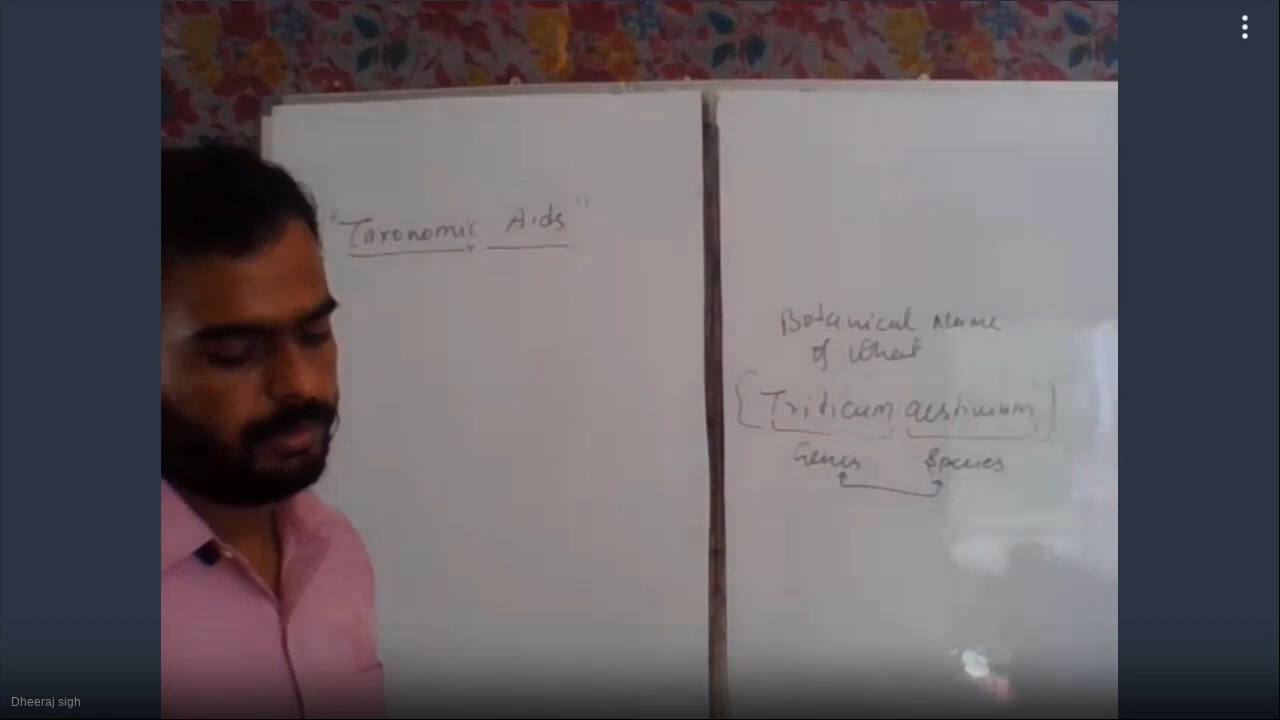 "Taxonomic Aids"
Botanical Name
of Wheat
{Triticum aestivum}
Genus Species
Dheeraj sigh